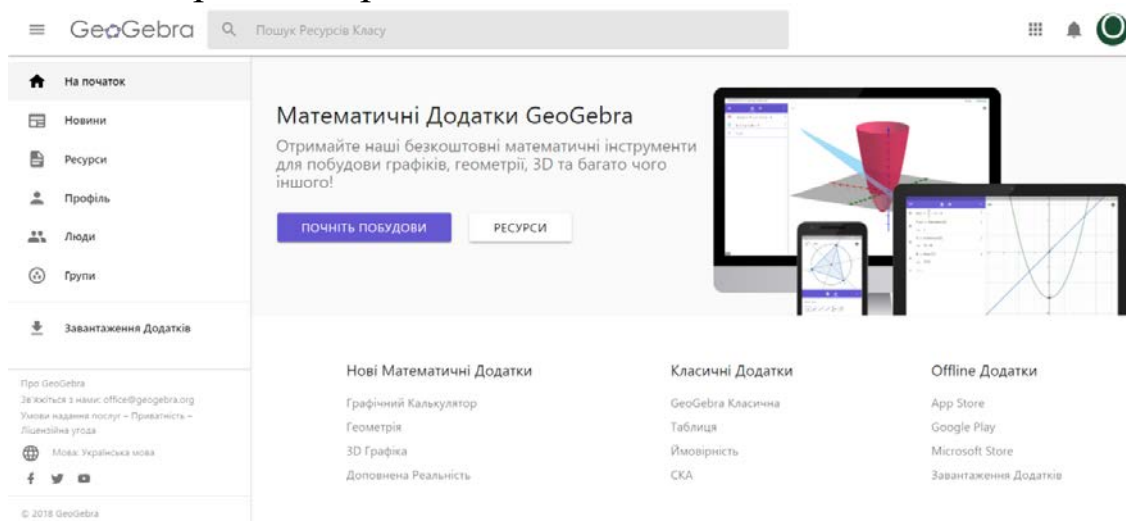 GeoGebra
Пошук Ресурсів Класу
На початок
Новини
Ресурси
Профіль
Люди
Групи
Завантаження Додатків
Про GeoGebra
Зв'яжіться з нами: office@geogebra.org
Умови надання послуг – Приватність –
Ліцензійна угода
Мова: Українська мова
© 2018 GeoGebra
Математичні Додатки GeoGebra
Отримайте наші безкоштовні математичні інструменти
для побудови графіків, геометрії, 3D та багато чого
іншого!
ПОЧНІТЬ ПОБУДОВИ
РЕСУРСИ
Нові Математичні Додатки
Графічний Калькулятор
Геометрія
3D Графіка
Доповнена Реальність
Класичні Додатки
GeoGebra Класична
Таблиця
Ймовірність
СКА
Offline Додатки
App Store
Google Play
Microsoft Store
Завантаження Додатків